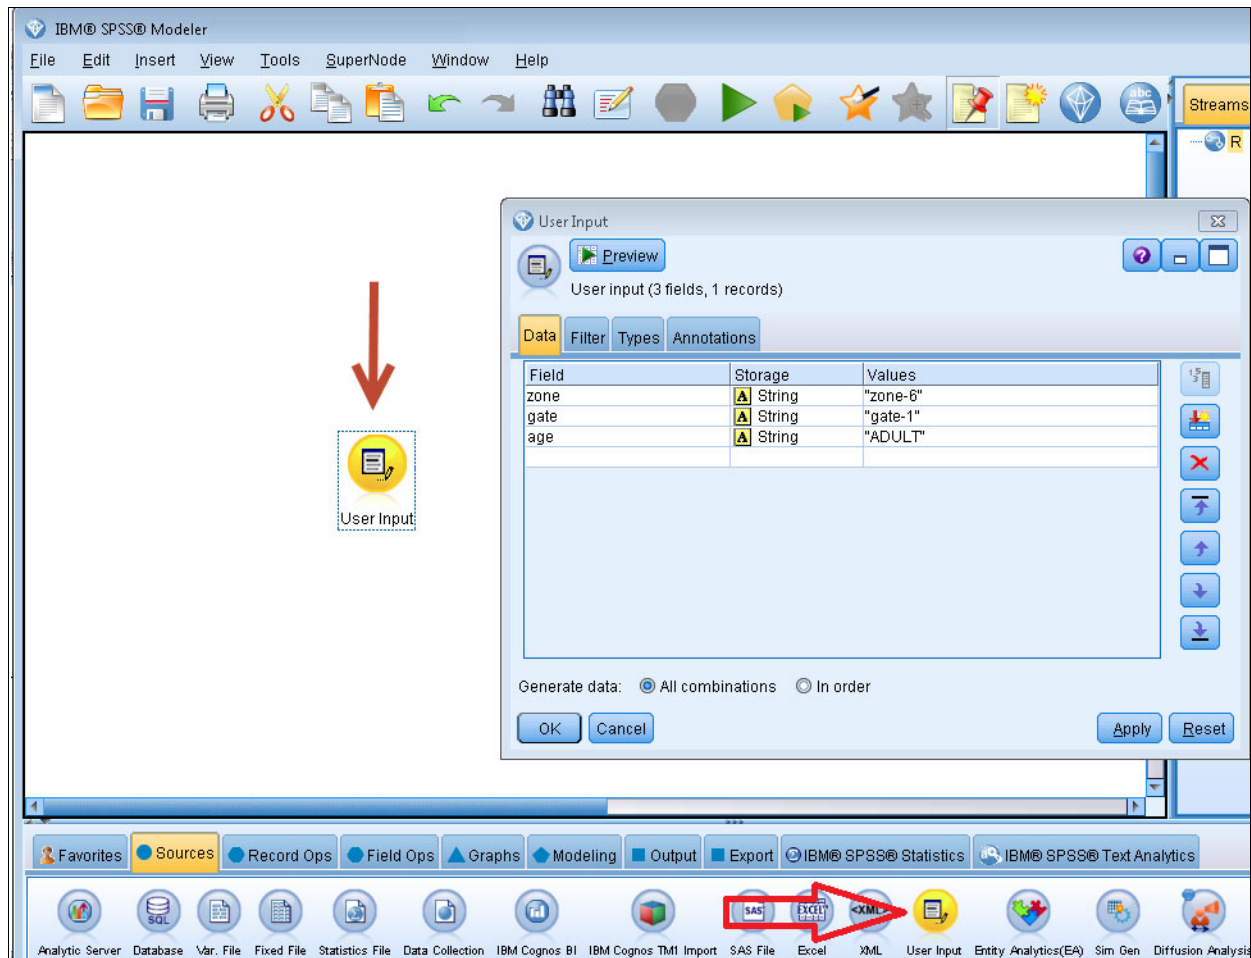 IBM® SPSS® Modeler
File Edit Insert View Tools SuperNode Window Help
abc
Streams
R
User Input
Preview
User input (3 fields, 1 records)
Data Filter Types Annotations
Field Storage Values
zone A String "zone-6"
gate A String "gate-1"
age A String "ADULT"
User Input
Generate data: All combinations In order
OK Cancel Apply Reset
Favorites Sources Record Ops Field Ops Graphs Modeling Output Export IBM® SPSS® Statistics IBM® SPSS® Text Analytics
SQL SAS EXCEL <XML>
Analytic Server Database Var. File Fixed File Statistics File Data Collection IBM Cognos BI IBM Cognos TM1 Import SAS File Excel XML User Input Entity Analytics(EA) Sim Gen Diffusion Analysis